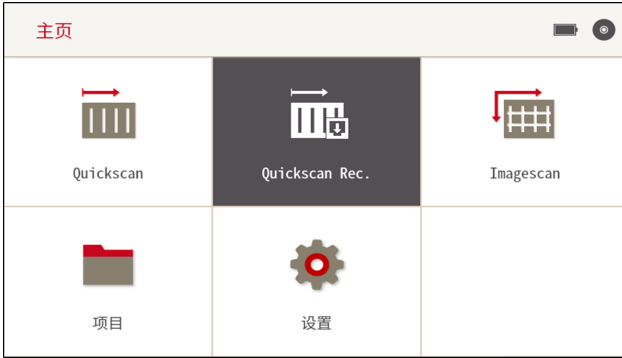 主页
Quickscan
Quickscan Rec.
Imagescan
项目
设置